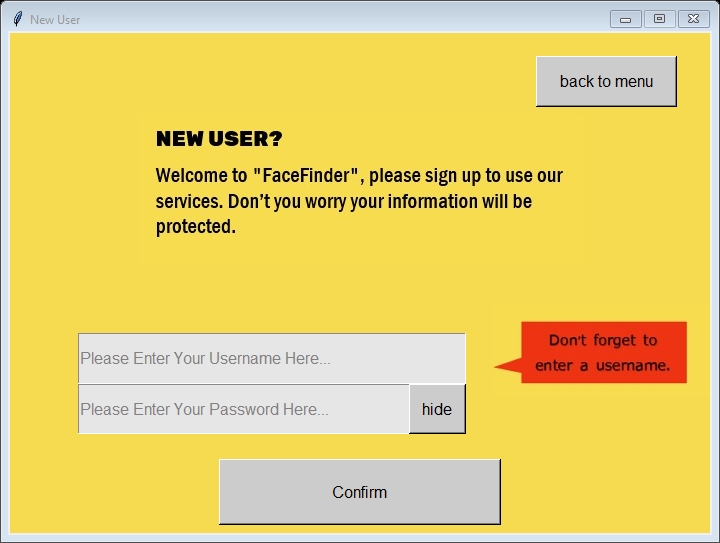 New User
back to menu
NEW USER?
Welcome to "FaceFinder", please sign up to use our
services. Don’t you worry your information will be
protected.
Please Enter Your Username Here...
Don't forget to
enter a username.
Please Enter Your Password Here...
hide
Confirm